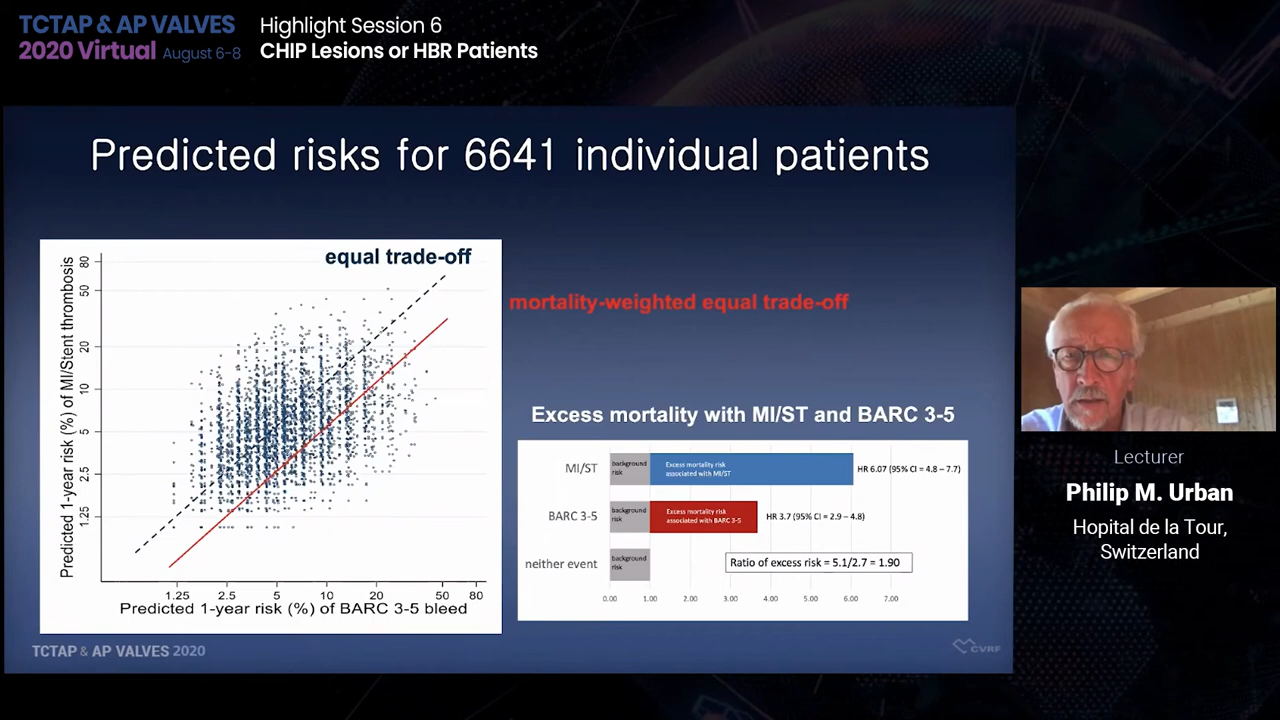 TCTAP & AP VALVES
2020 Virtual August 6-8
Highlight Session 6
CHIP Lesions or HBR Patients
Predicted risks for 6641 individual patients
equal trade-off
Predicted 1-year risk (%) of MI/Stent thrombosis
80
50
20
10
5
2.5
1.25
1.25 2.5 5 10 20 50 80
Predicted 1-year risk (%) of BARC 3-5 bleed
mortality-weighted equal trade-off
Excess mortality with MI/ST and BARC 3-5
MI/ST
background
risk
Excess mortality risk
associated with MI/ST
HR 6.07 (95% CI = 4.8 – 7.7)
BARC 3-5
background
risk
Excess mortality risk
associated with BARC 3-5
HR 3.7 (95% CI = 2.9 – 4.8)
neither event
background
risk
Ratio of excess risk = 5.1/2.7 = 1.90
0.00 1.00 2.00 3.00 4.00 5.00 6.00 7.00
TCTAP & AP VALVES 2020
CVRF
Lecturer
Philip M. Urban
Hopital de la Tour,
Switzerland